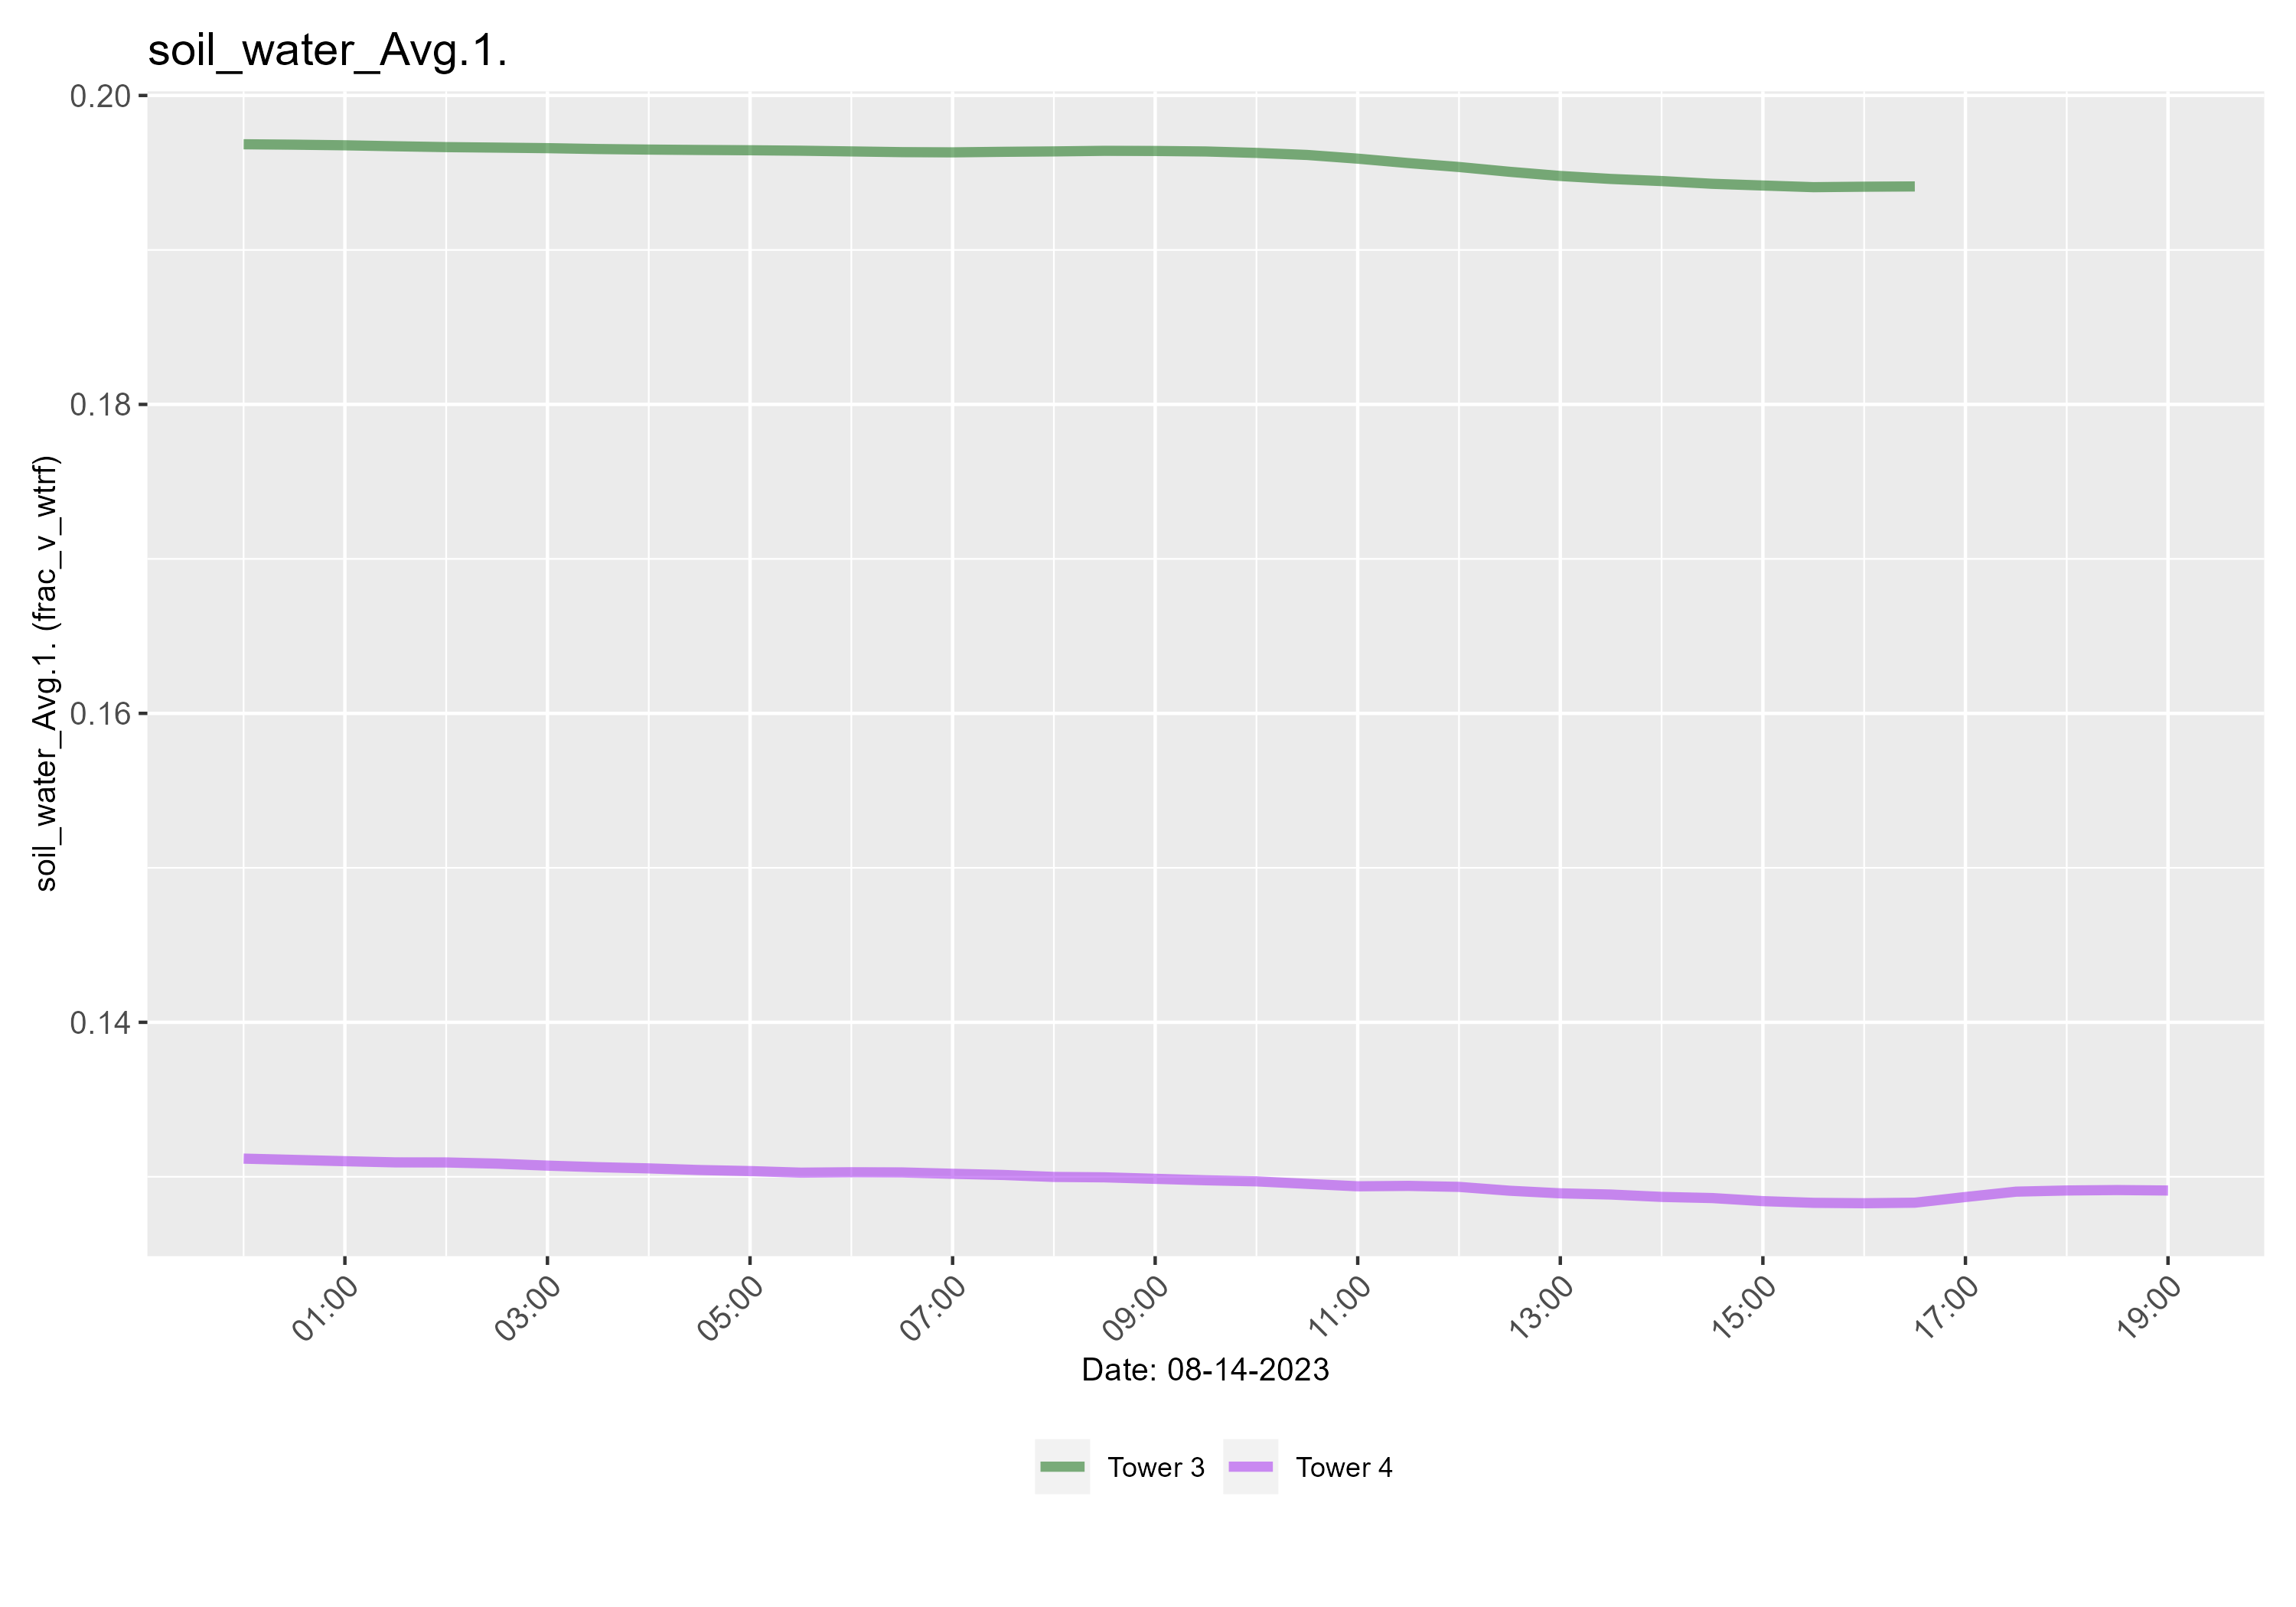 soil_water_Avg.1.
soil_water_Avg.1. (frac_v_wtrf)
0.20
0.18
0.16
0.14
01:00
03:00
05:00
07:00
09:00
11:00
13:00
15:00
17:00
19:00
Date: 08-14-2023
Tower 3
Tower 4